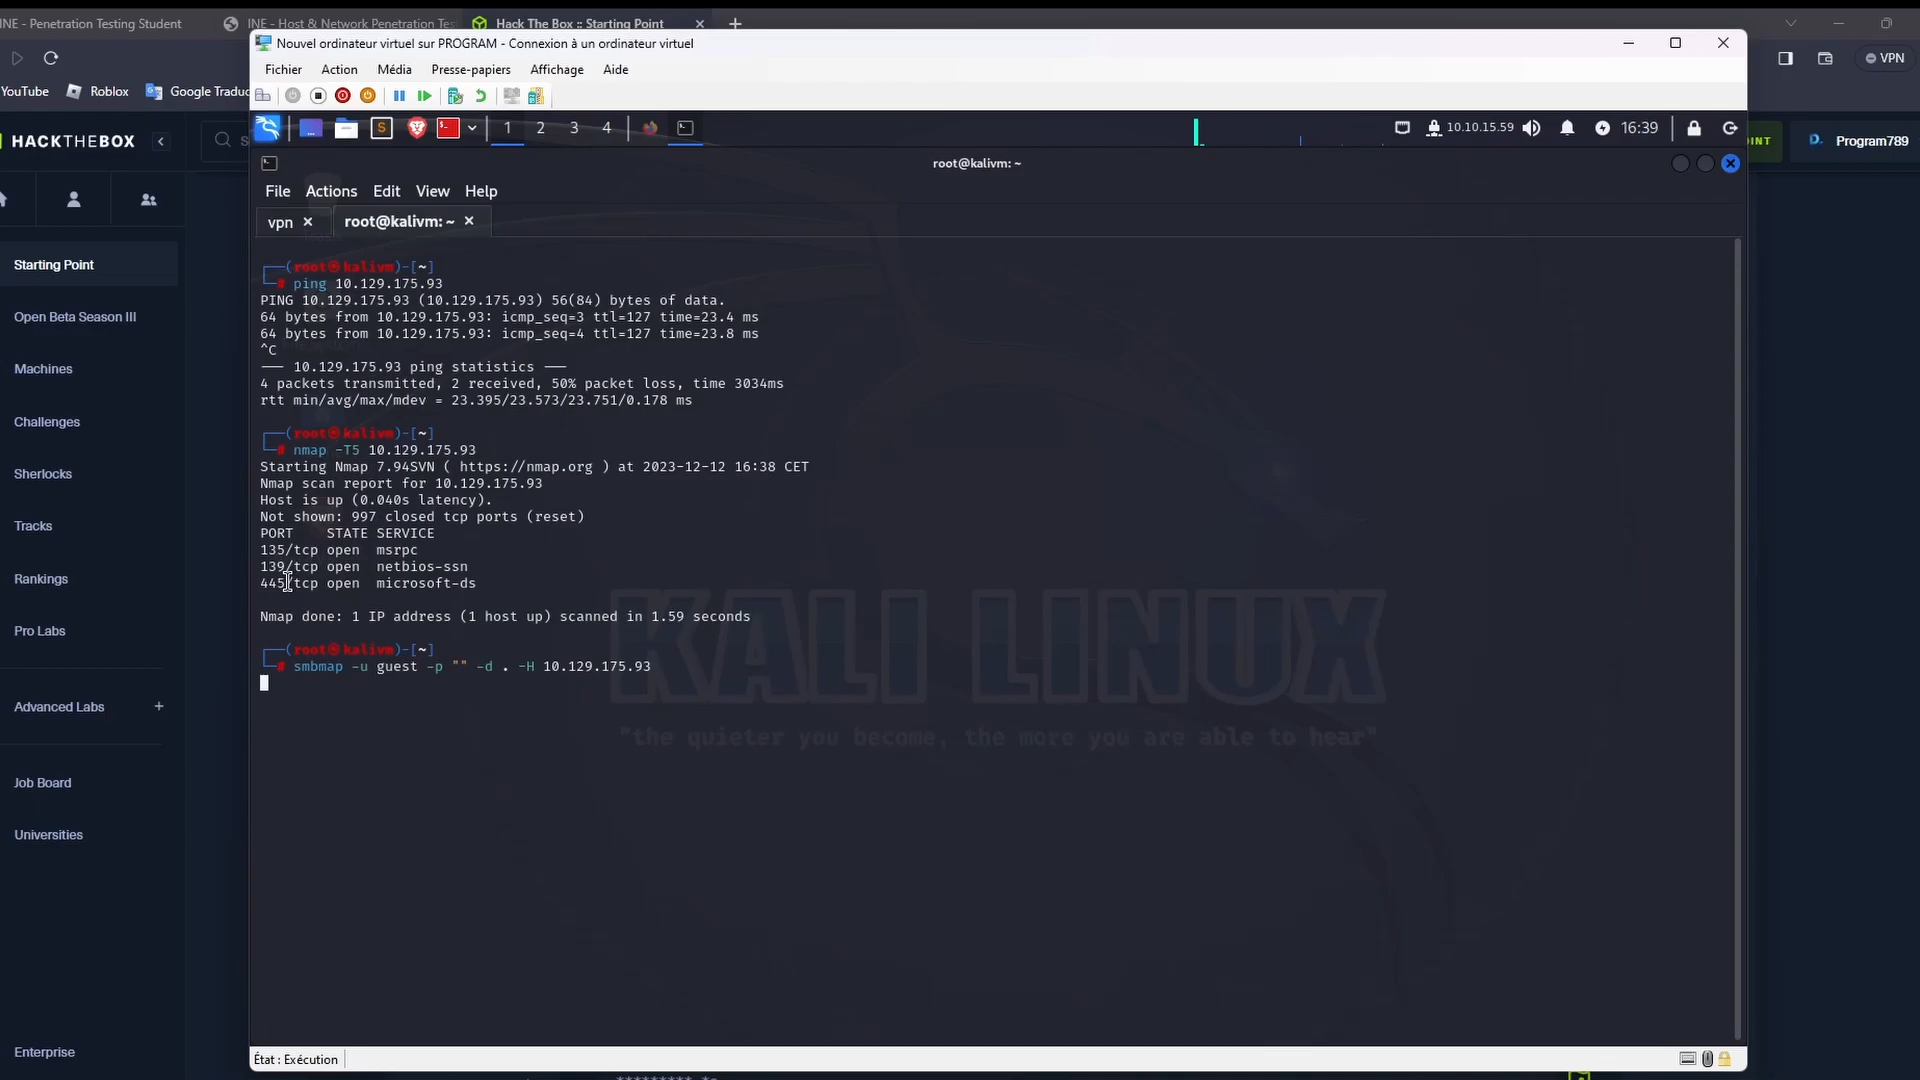 INE - Penetration Testing Student
INE - Host & Network Penetration Tes
Hack The Box :: Starting Point
VPN
YouTube
Roblox
Google Traduc
Nouvel ordinateur virtuel sur PROGRAM - Connexion à un ordinateur virtuel
Fichier Action Média Presse-papiers Affichage Aide
HACKTHEBOX
S
1 2 3 4
10.10.15.59
16:39
INT
Program789
root@kalivm: ~
File Actions Edit View Help
vpn
root@kalivm: ~
Starting Point
Open Beta Season III
Machines
Challenges
Sherlocks
Tracks
Rankings
Pro Labs
Advanced Labs +
Job Board
Universities
Enterprise
┌──(root㉿kalivm)-[~]
└─# ping 10.129.175.93
PING 10.129.175.93 (10.129.175.93) 56(84) bytes of data.
64 bytes from 10.129.175.93: icmp_seq=3 ttl=127 time=23.4 ms
64 bytes from 10.129.175.93: icmp_seq=4 ttl=127 time=23.8 ms
^C
── 10.129.175.93 ping statistics ──
4 packets transmitted, 2 received, 50% packet loss, time 3034ms
rtt min/avg/max/mdev = 23.395/23.573/23.751/0.178 ms
┌──(root㉿kalivm)-[~]
└─# nmap -T5 10.129.175.93
Starting Nmap 7.94SVN ( https://nmap.org ) at 2023-12-12 16:38 CET
Nmap scan report for 10.129.175.93
Host is up (0.040s latency).
Not shown: 997 closed tcp ports (reset)
PORT    STATE SERVICE
135/tcp open  msrpc
139/tcp open  netbios-ssn
445/tcp open  microsoft-ds
Nmap done: 1 IP address (1 host up) scanned in 1.59 seconds
┌──(root㉿kalivm)-[~]
└─# smbmap -u guest -p "" -d . -H 10.129.175.93
KALI LINUX
"the quieter you become, the more you are able to hear"
État : Exécution